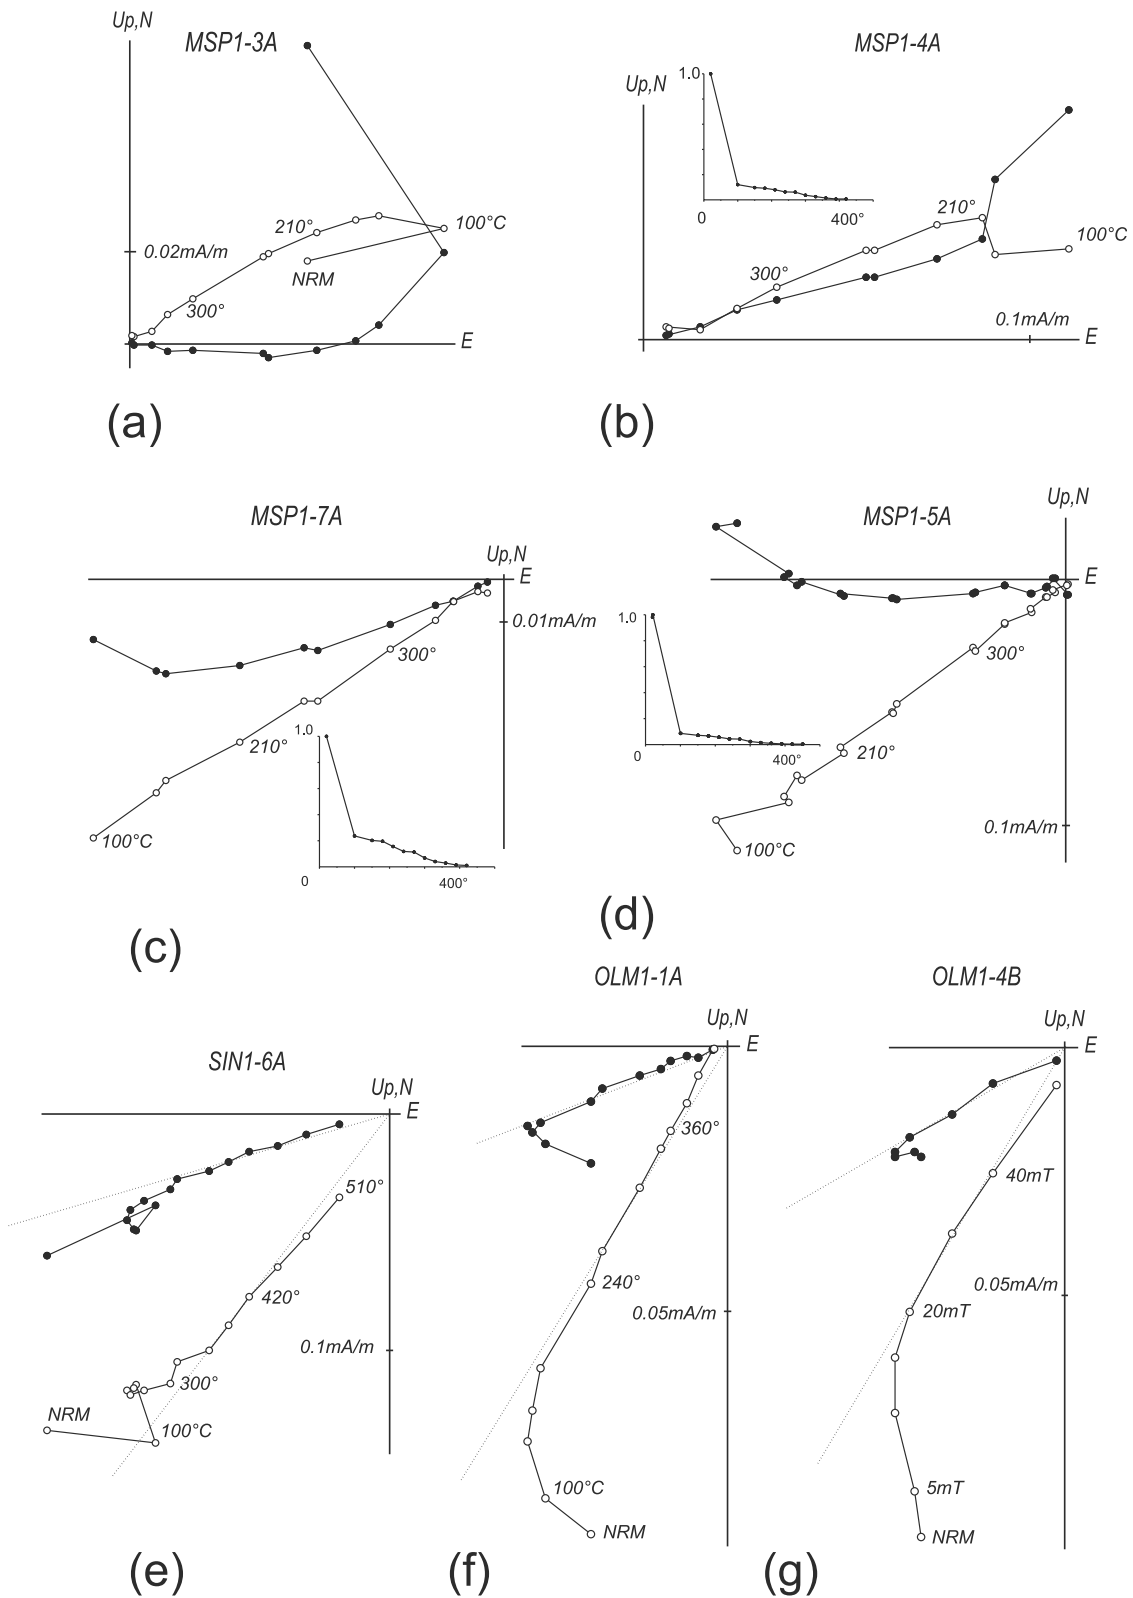 Up,N
MSP1-3A
100°C
210°
0.02mA/m
NRM
300°
E
(a)
MSP1-4A
Up,N
1.0
0
400°
210°
100°C
300°
0.1mA/m
E
(b)
MSP1-7A
Up,N
E
0.01mA/m
300°
210°
1.0
100°C
0
400°
(c)
MSP1-5A
Up,N
E
1.0
300°
210°
0
400°
0.1mA/m
100°C
(d)
SIN1-6A
Up,N
E
510°
420°
0.1mA/m
300°
NRM
100°C
(e)
OLM1-1A
Up,N
E
360°
240°
0.05mA/m
100°C
NRM
(f)
OLM1-4B
Up,N
E
40mT
0.05mA/m
20mT
5mT
NRM
(g)